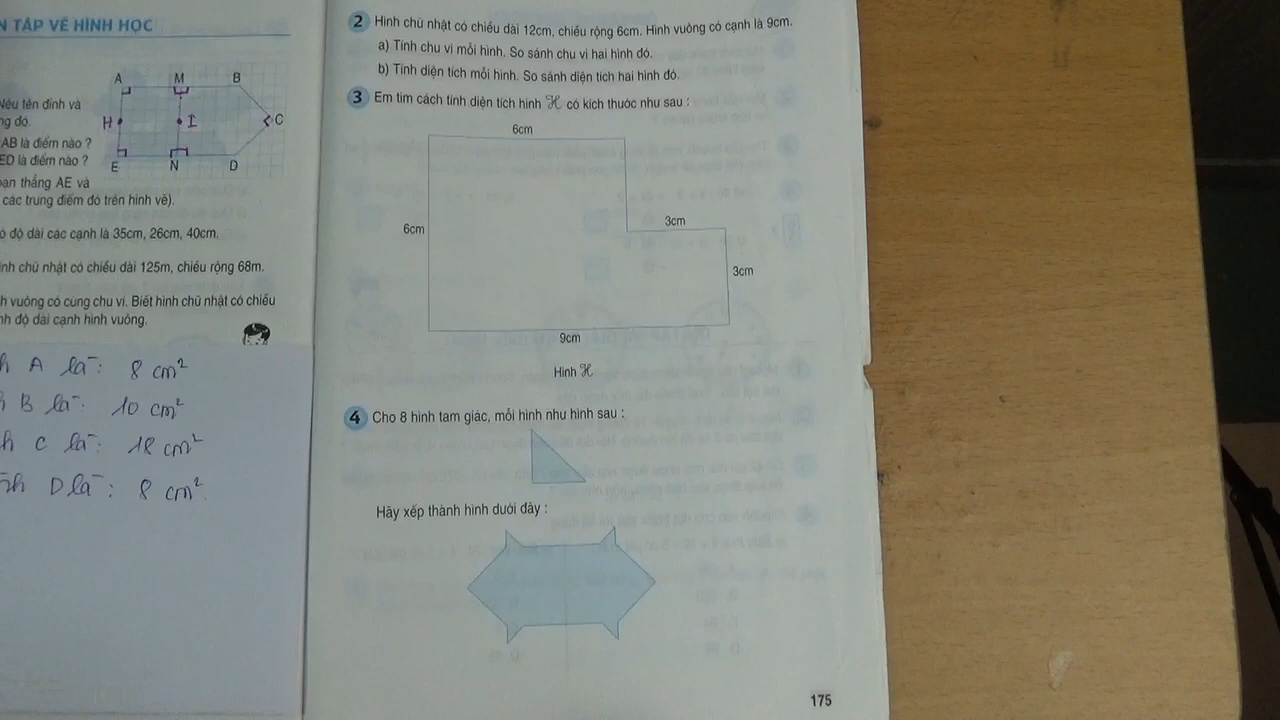 N TẬP VỀ HÌNH HỌC
A M B
H I C
E N D
Nêu tên đỉnh và
ng đó.
AB là điểm nào ?
ED là điểm nào ?
oạn thẳng AE và
các trung điểm đó trên hình vẽ).
ó độ dài các cạnh là 35cm, 26cm, 40cm.
ình chữ nhật có chiều dài 125m, chiều rộng 68m.
h vuông có cùng chu vi. Biết hình chữ nhật có chiều
nh độ dài cạnh hình vuông.
h A là: 8 cm²
h B là: 10 cm²
h C là: 18 cm²
h D là: 8 cm².
2 Hình chữ nhật có chiều dài 12cm, chiều rộng 6cm. Hình vuông có cạnh là 9cm.
a) Tính chu vi mỗi hình. So sánh chu vi hai hình đó.
b) Tính diện tích mỗi hình. So sánh diện tích hai hình đó.
3 Em tìm cách tính diện tích hình ℋ có kích thước như sau :
6cm
3cm
6cm
3cm
9cm
Hình ℋ
4 Cho 8 hình tam giác, mỗi hình như hình sau :
Hãy xếp thành hình dưới đây :
175